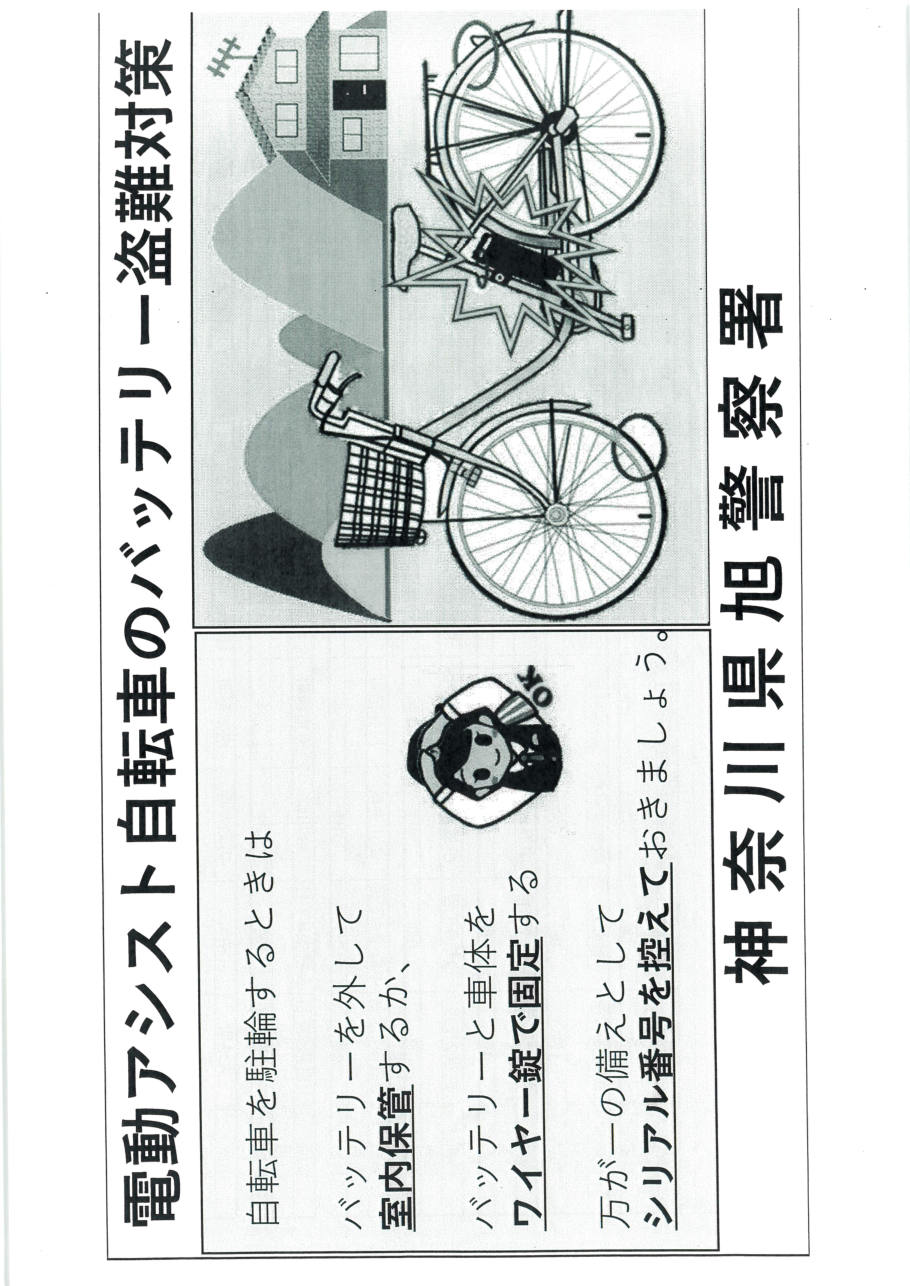 電動アシスト自転車のバッテリー盗難対策
自転車を駐輪するときは
バッテリーを外して
室内保管するか、
バッテリーと車体を
ワイヤー錠で固定する
万が一の備えとして
シリアル番号を控えておきましょう。
OK
神奈川県旭警察署